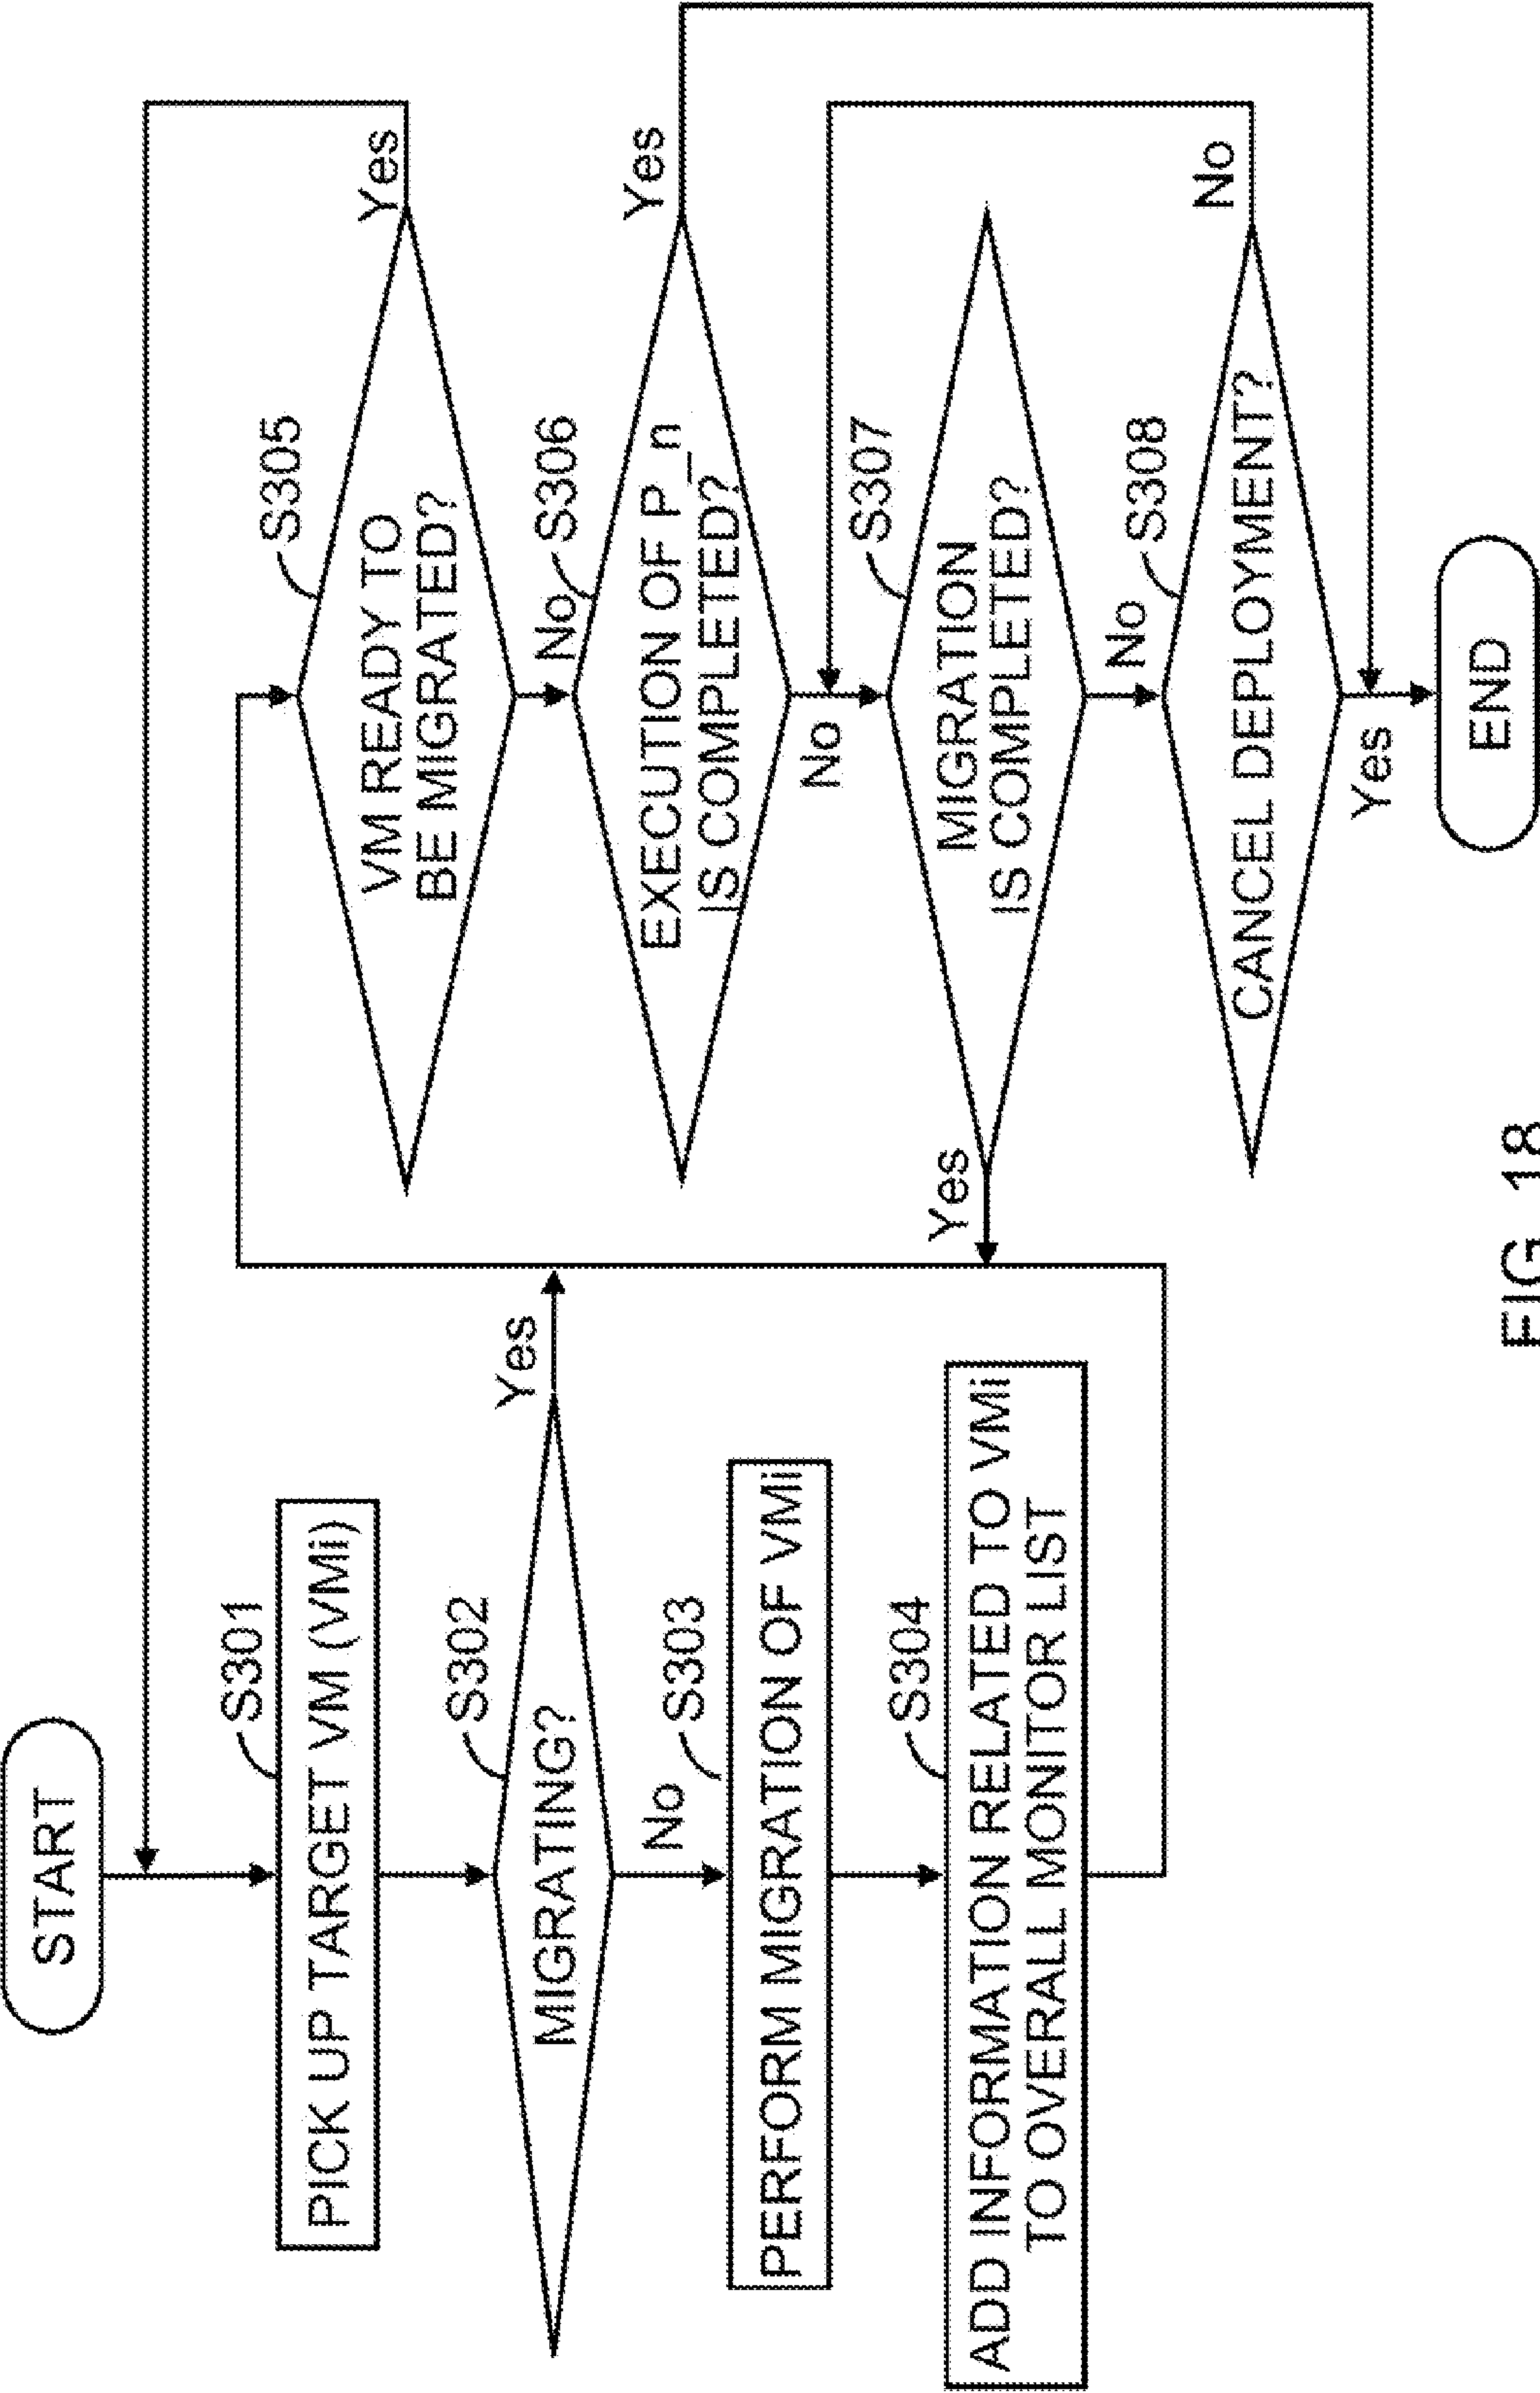 START
S301
PICK UP TARGET VM (VMi)
S302
MIGRATING?
Yes
No
S303
PERFORM MIGRATION OF VMi
S304
ADD INFORMATION RELATED TO VMi
TO OVERALL MONITOR LIST
S305
VM READY TO
BE MIGRATED?
Yes
No
S306
EXECUTION OF P_n
IS COMPLETED?
Yes
No
S307
MIGRATION
IS COMPLETED?
Yes
No
S308
CANCEL DEPLOYMENT?
No
Yes
END
FIG. 18